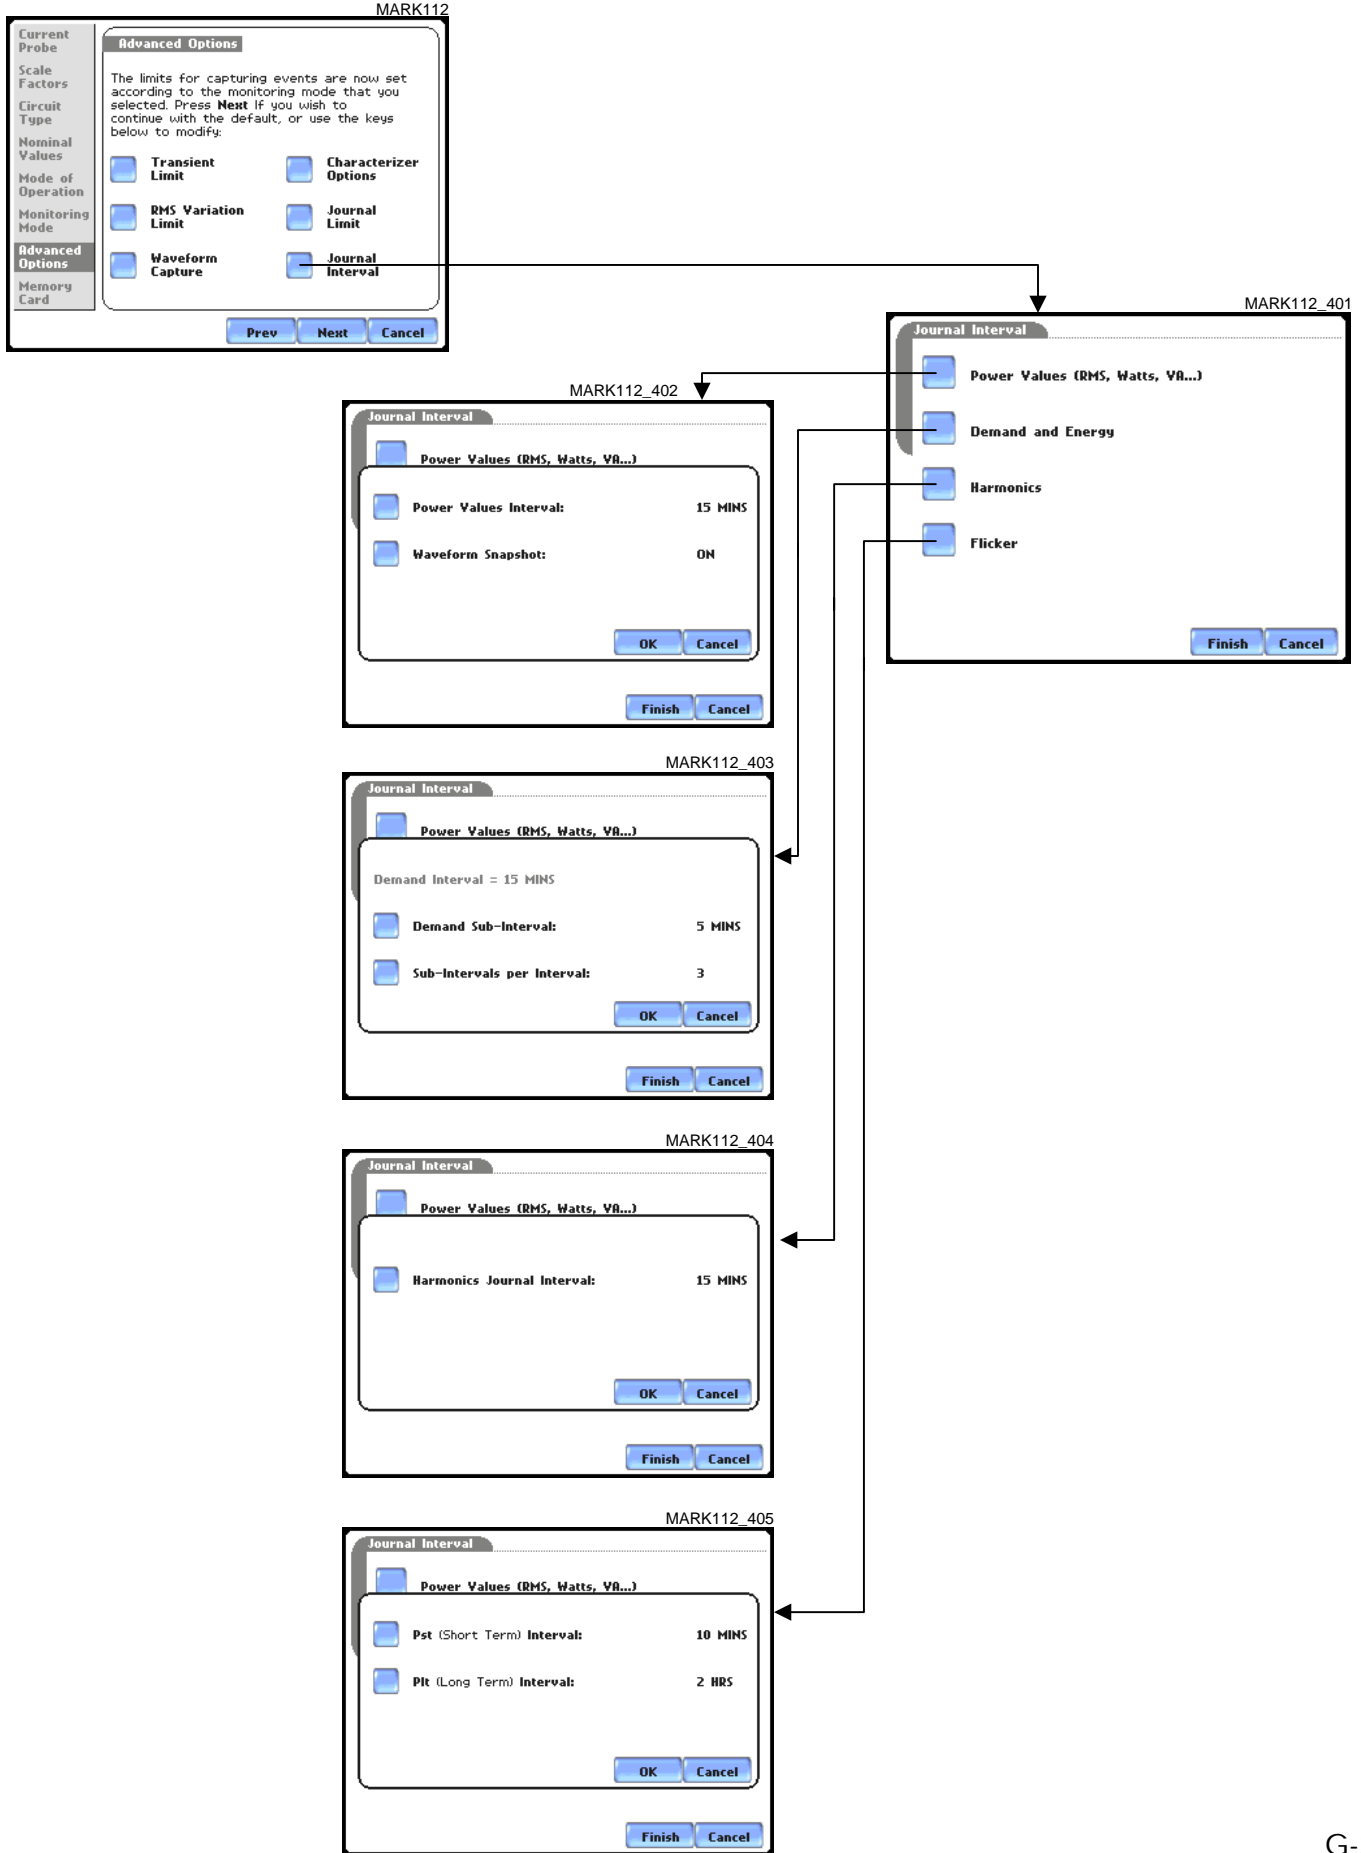 MARK112
Current
Probe
Scale
Factors
Circuit
Type
Nominal
Values
Mode of
Operation
Monitoring
Mode
Advanced
Options
Memory
Card
Advanced Options
The limits for capturing events are now set
according to the monitoring mode that you
selected. Press Next If you wish to
continue with the default, or use the keys
below to modify:
Transient
Limit
Characterizer
Options
RMS Variation
Limit
Journal
Limit
Waveform
Capture
Journal
Interval
Prev Next Cancel
MARK112_401
Journal Interval
Power Values (RMS, Watts, VA...)
Demand and Energy
Harmonics
Flicker
Finish Cancel
MARK112_402
Journal Interval
Power Values (RMS, Watts, VA...)
Power Values Interval: 15 MINS
Waveform Snapshot: ON
OK Cancel
Finish Cancel
MARK112_403
Journal Interval
Power Values (RMS, Watts, VA...)
Demand Interval = 15 MINS
Demand Sub-Interval: 5 MINS
Sub-Intervals per Interval: 3
OK Cancel
Finish Cancel
MARK112_404
Journal Interval
Power Values (RMS, Watts, VA...)
Harmonics Journal Interval: 15 MINS
OK Cancel
Finish Cancel
MARK112_405
Journal Interval
Power Values (RMS, Watts, VA...)
Pst (Short Term) Interval: 10 MINS
Plt (Long Term) Interval: 2 HRS
OK Cancel
Finish Cancel
G-